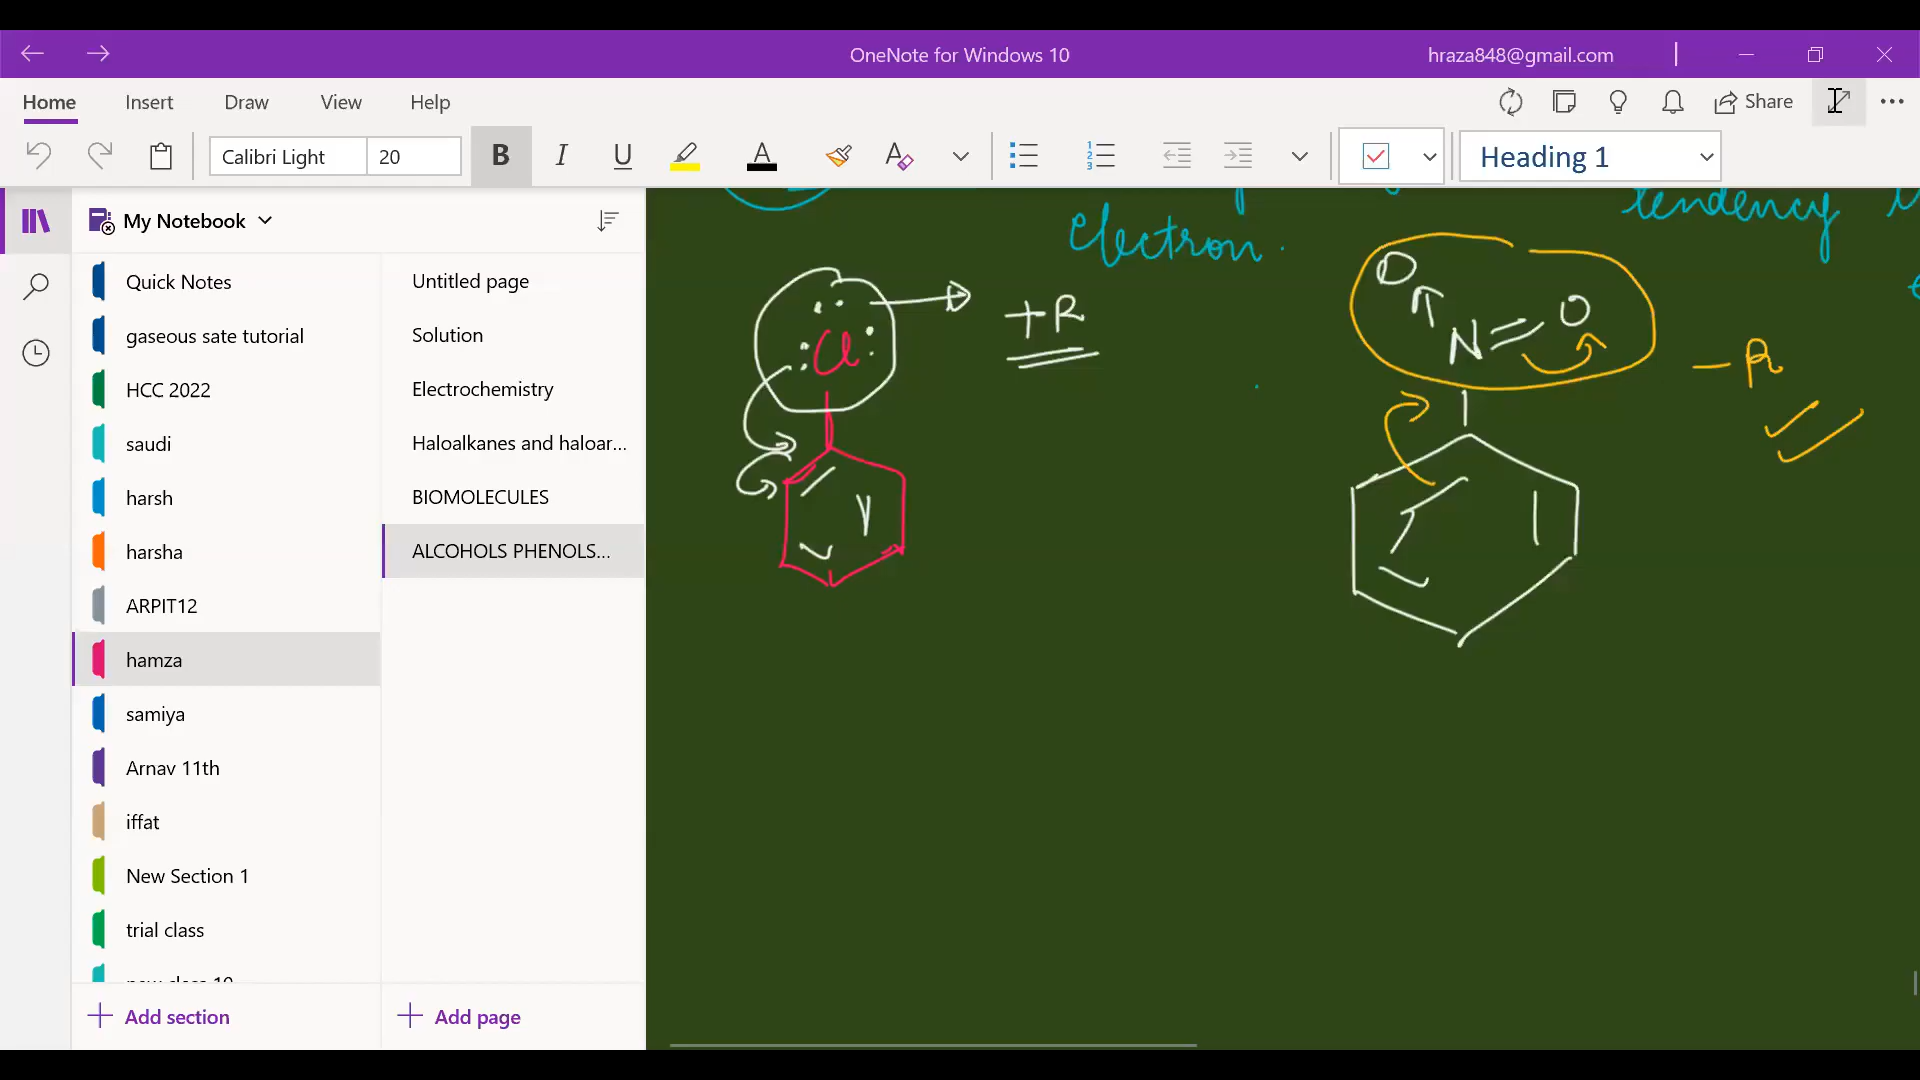 OneNote for Windows 10
hraza848@gmail.com
Home Insert Draw View Help
Share
Calibri Light 20 B I U A Heading 1
My Notebook
Quick Notes
gaseous sate tutorial
HCC 2022
saudi
harsh
harsha
ARPIT12
hamza
samiya
Arnav 11th
iffat
New Section 1
trial class
Add section
Untitled page
Solution
Electrochemistry
Haloalkanes and haloar...
BIOMOLECULES
ALCOHOLS PHENOLS...
Add page
tendency
electron.
Cl
+R
O
N
O
-R